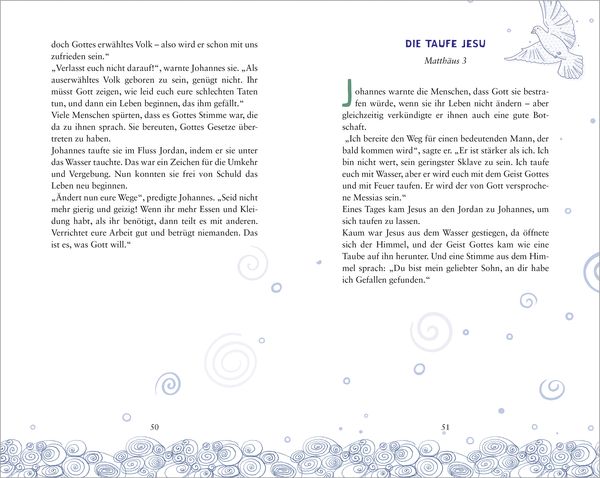 doch Gottes erwähltes Volk – also wird er schon mit uns
zufrieden sein.“
„Verlasst euch nicht darauf!“, warnte Johannes sie. „Als
auserwähltes Volk geboren zu sein, genügt nicht. Ihr
müsst Gott zeigen, wie leid euch eure schlechten Taten
tun, und dann ein Leben beginnen, das ihm gefällt.“
Viele Menschen spürten, dass es Gottes Stimme war, die
da zu ihnen sprach. Sie bereuten, Gottes Gesetze über-
treten zu haben.
Johannes taufte sie im Fluss Jordan, indem er sie unter
das Wasser tauchte. Das war ein Zeichen für die Umkehr
und Vergebung. Nun konnten sie frei von Schuld das
Leben neu beginnen.
„Ändert nun eure Wege“, predigte Johannes. „Seid nicht
mehr gierig und geizig! Wenn ihr mehr Essen und Klei-
dung habt, als ihr benötigt, dann teilt es mit anderen.
Verrichtet eure Arbeit gut und betrügt niemanden. Das
ist es, was Gott will.“
50
DIE TAUFE JESU
Matthäus 3
Johannes warnte die Menschen, dass Gott sie bestra-
fen würde, wenn sie ihr Leben nicht ändern – aber
gleichzeitig verkündigte er ihnen auch eine gute Bot-
schaft.
„Ich bereite den Weg für einen bedeutenden Mann, der
bald kommen wird“, sagte er. „Er ist stärker als ich. Ich
bin nicht wert, sein geringster Sklave zu sein. Ich taufe
euch mit Wasser, aber er wird euch mit dem Geist Gottes
und mit Feuer taufen. Er wird der von Gott versproche-
ne Messias sein.“
Eines Tages kam Jesus an den Jordan zu Johannes, um
sich taufen zu lassen.
Kaum war Jesus aus dem Wasser gestiegen, da öffnete
sich der Himmel, und der Geist Gottes kam wie eine
Taube auf ihn herunter. Und eine Stimme aus dem Him-
mel sprach: „Du bist mein geliebter Sohn, an dir habe
ich Gefallen gefunden.“
51